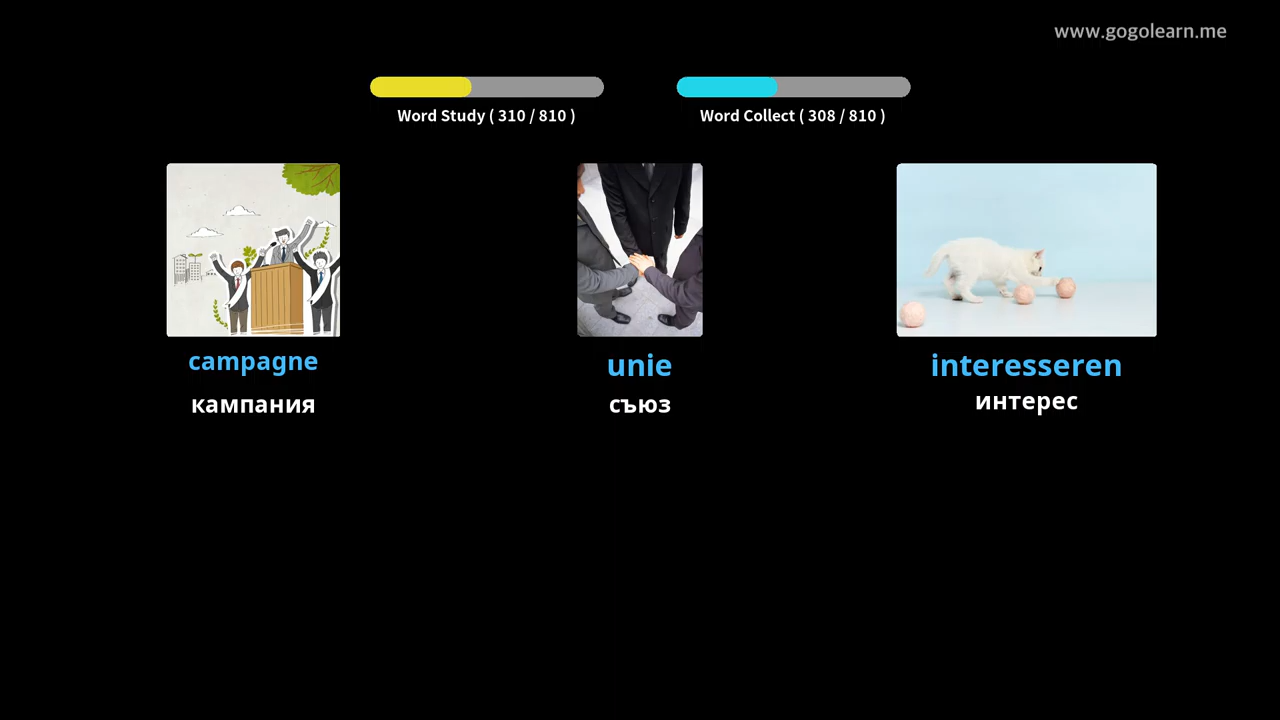 www.gogolearn.me
Word Study ( 310 / 810 )
Word Collect ( 308 / 810 )
campagne
кампания
unie
съюз
interesseren
интерес